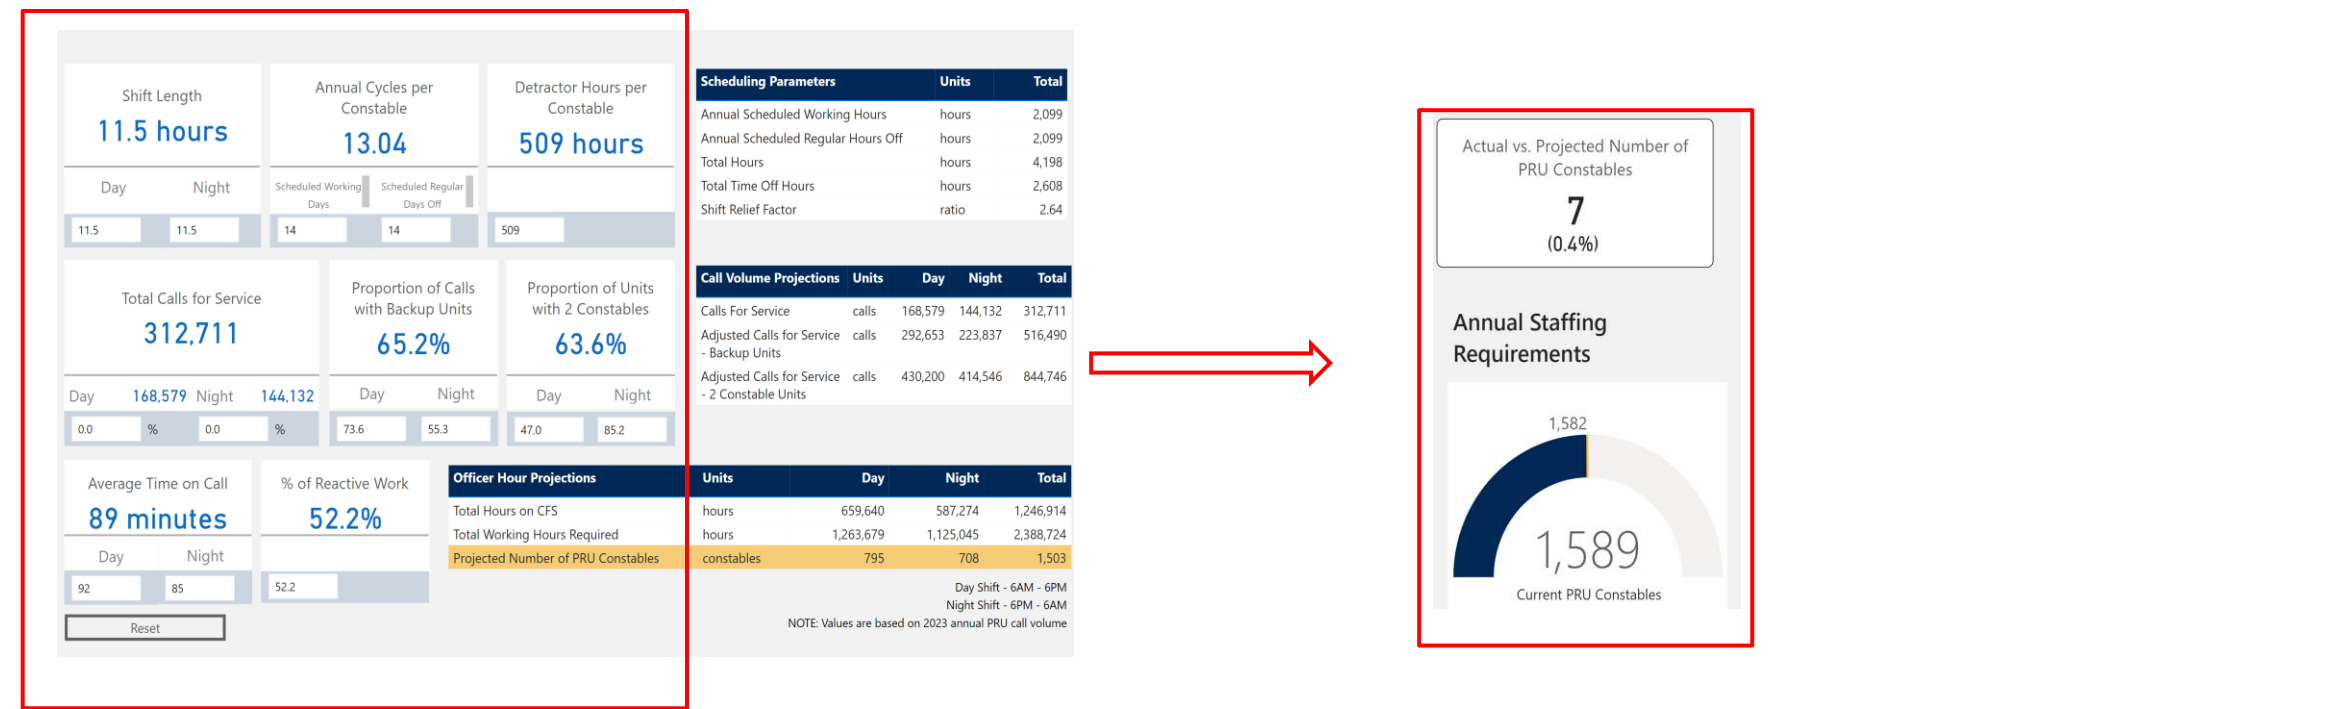 Shift Length
11.5 hours
Day Night
11.5 11.5
Annual Cycles per
Constable
13.04
Scheduled Working Scheduled Regular
Days Days Off
14 14
Detractor Hours per
Constable
509 hours
509
Scheduling Parameters Units Total
Annual Scheduled Working Hours hours 2,099
Annual Scheduled Regular Hours Off hours 2,099
Total Hours hours 4,198
Total Time Off Hours hours 2,608
Shift Relief Factor ratio 2.64
Total Calls for Service
312,711
Day 168,579 Night 144,132
0.0 % 0.0 %
Proportion of Calls
with Backup Units
65.2%
Day Night
73.6 55.3
Proportion of Units
with 2 Constables
63.6%
Day Night
47.0 85.2
Call Volume Projections Units Day Night Total
Calls For Service calls 168,579 144,132 312,711
Adjusted Calls for Service calls 292,653 223,837 516,490
- Backup Units
Adjusted Calls for Service calls 430,200 414,546 844,746
- 2 Constable Units
Average Time on Call
89 minutes
Day Night
92 85
% of Reactive Work
52.2%
52.2
Officer Hour Projections Units Day Night Total
Total Hours on CFS hours 659,640 587,274 1,246,914
Total Working Hours Required hours 1,263,679 1,125,045 2,388,724
Projected Number of PRU Constables constables 795 708 1,503
Day Shift - 6AM - 6PM
Night Shift - 6PM - 6AM
NOTE: Values are based on 2023 annual PRU call volume
Reset
Actual vs. Projected Number of
PRU Constables
7
(0.4%)
Annual Staffing
Requirements
1,582
1,589
Current PRU Constables